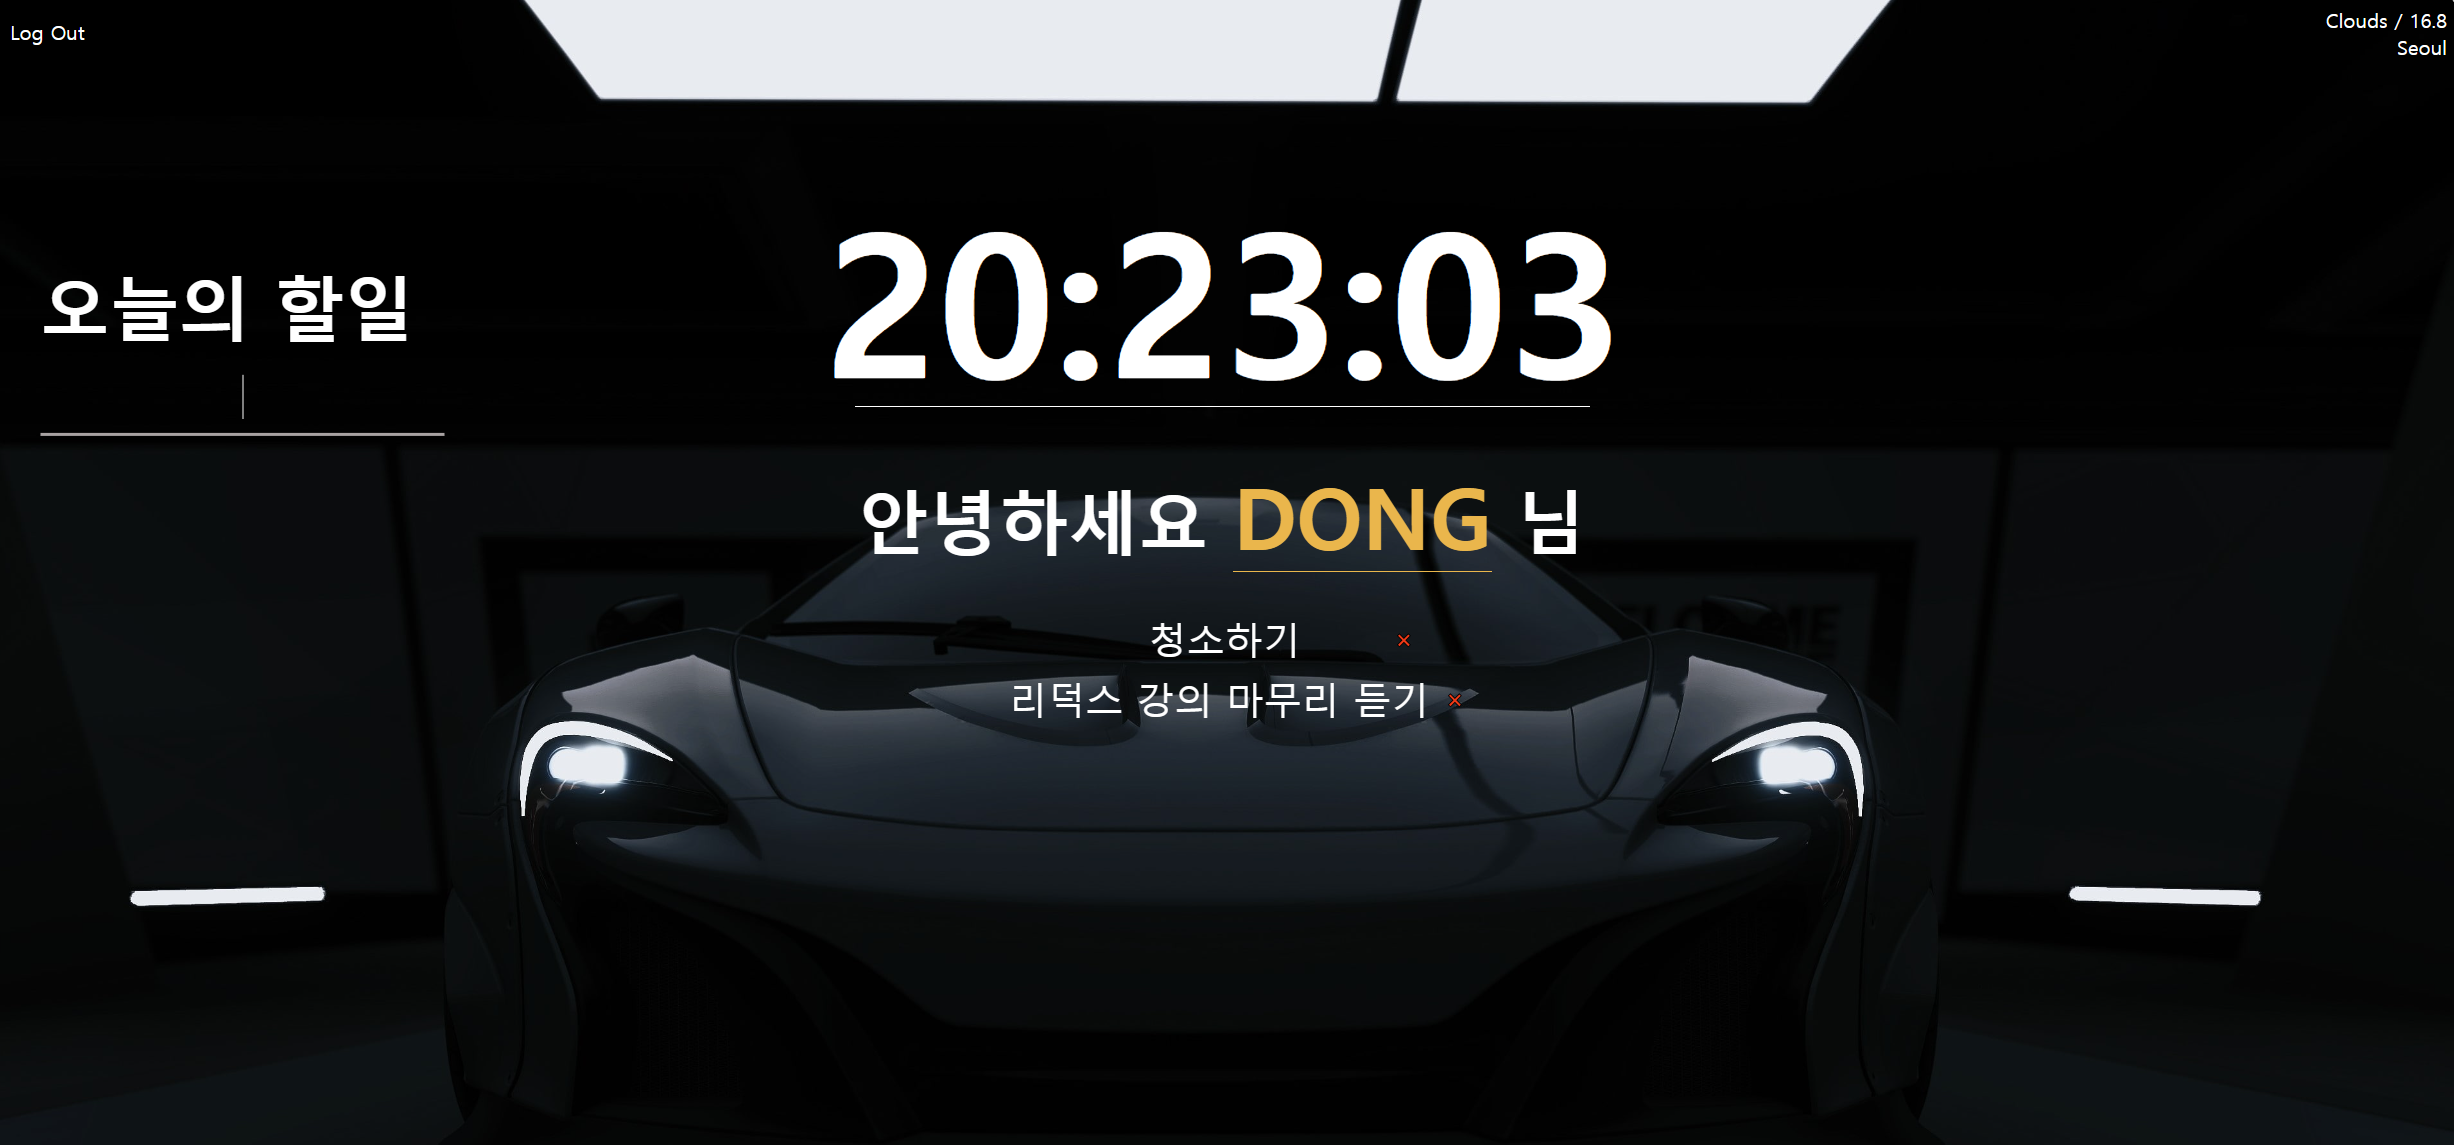 Log Out
Clouds / 16.8
Seoul
20:23:03
오늘의 할일
안녕하세요 DONG 님
청소하기 ×
리덕스 강의 마무리 듣기 ×